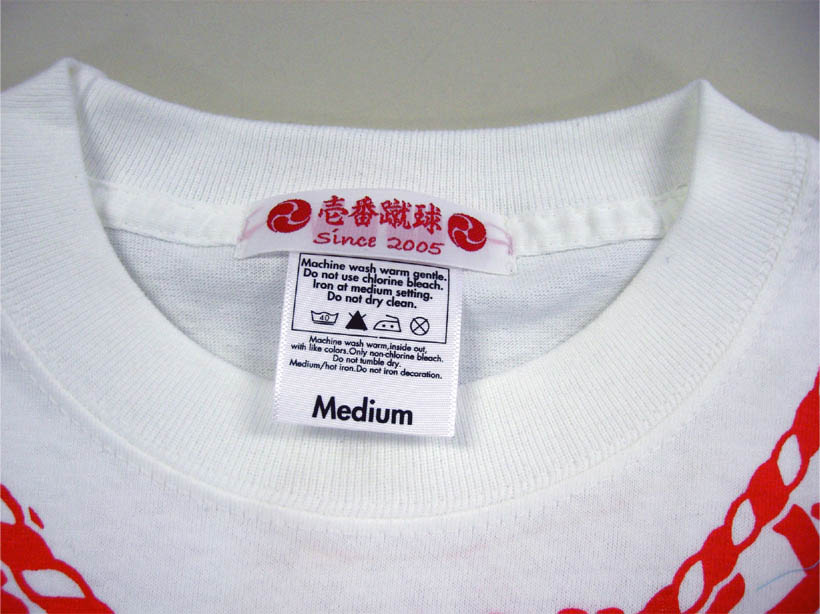 壱番蹴球
Since 2005
Machine wash warm gentle.
Do not use chlorine bleach.
Iron at medium setting.
Do not dry clean.
40
Machine wash warm,inside out,
with like colors.Only non-chlorine bleach.
Do not tumble dry.
Medium/hot iron.Do not iron decoration.
Medium